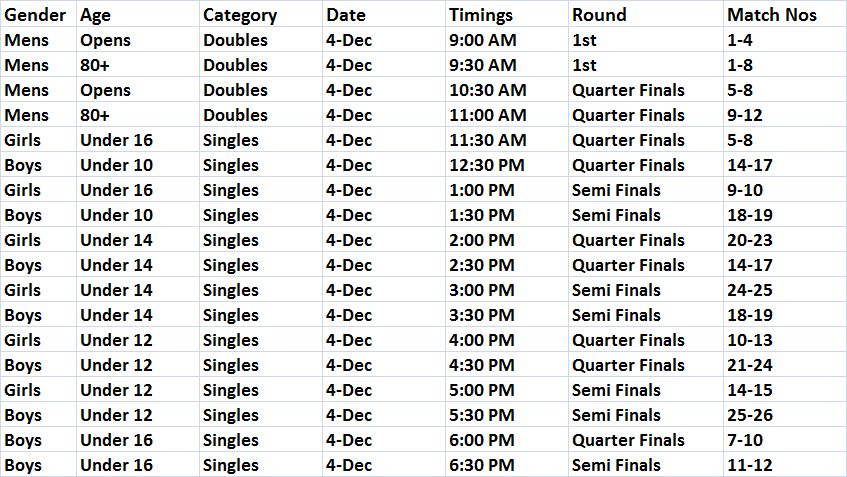 Gender Age Category Date Timings Round Match Nos
Mens Opens Doubles 4-Dec 9:00 AM 1st 1-4
Mens 80+ Doubles 4-Dec 9:30 AM 1st 1-8
Mens Opens Doubles 4-Dec 10:30 AM Quarter Finals 5-8
Mens 80+ Doubles 4-Dec 11:00 AM Quarter Finals 9-12
Girls Under 16 Singles 4-Dec 11:30 AM Quarter Finals 5-8
Boys Under 10 Singles 4-Dec 12:30 PM Quarter Finals 14-17
Girls Under 16 Singles 4-Dec 1:00 PM Semi Finals 9-10
Boys Under 10 Singles 4-Dec 1:30 PM Semi Finals 18-19
Girls Under 14 Singles 4-Dec 2:00 PM Quarter Finals 20-23
Boys Under 14 Singles 4-Dec 2:30 PM Quarter Finals 14-17
Girls Under 14 Singles 4-Dec 3:00 PM Semi Finals 24-25
Boys Under 14 Singles 4-Dec 3:30 PM Semi Finals 18-19
Girls Under 12 Singles 4-Dec 4:00 PM Quarter Finals 10-13
Boys Under 12 Singles 4-Dec 4:30 PM Quarter Finals 21-24
Girls Under 12 Singles 4-Dec 5:00 PM Semi Finals 14-15
Boys Under 12 Singles 4-Dec 5:30 PM Semi Finals 25-26
Boys Under 16 Singles 4-Dec 6:00 PM Quarter Finals 7-10
Boys Under 16 Singles 4-Dec 6:30 PM Semi Finals 11-12